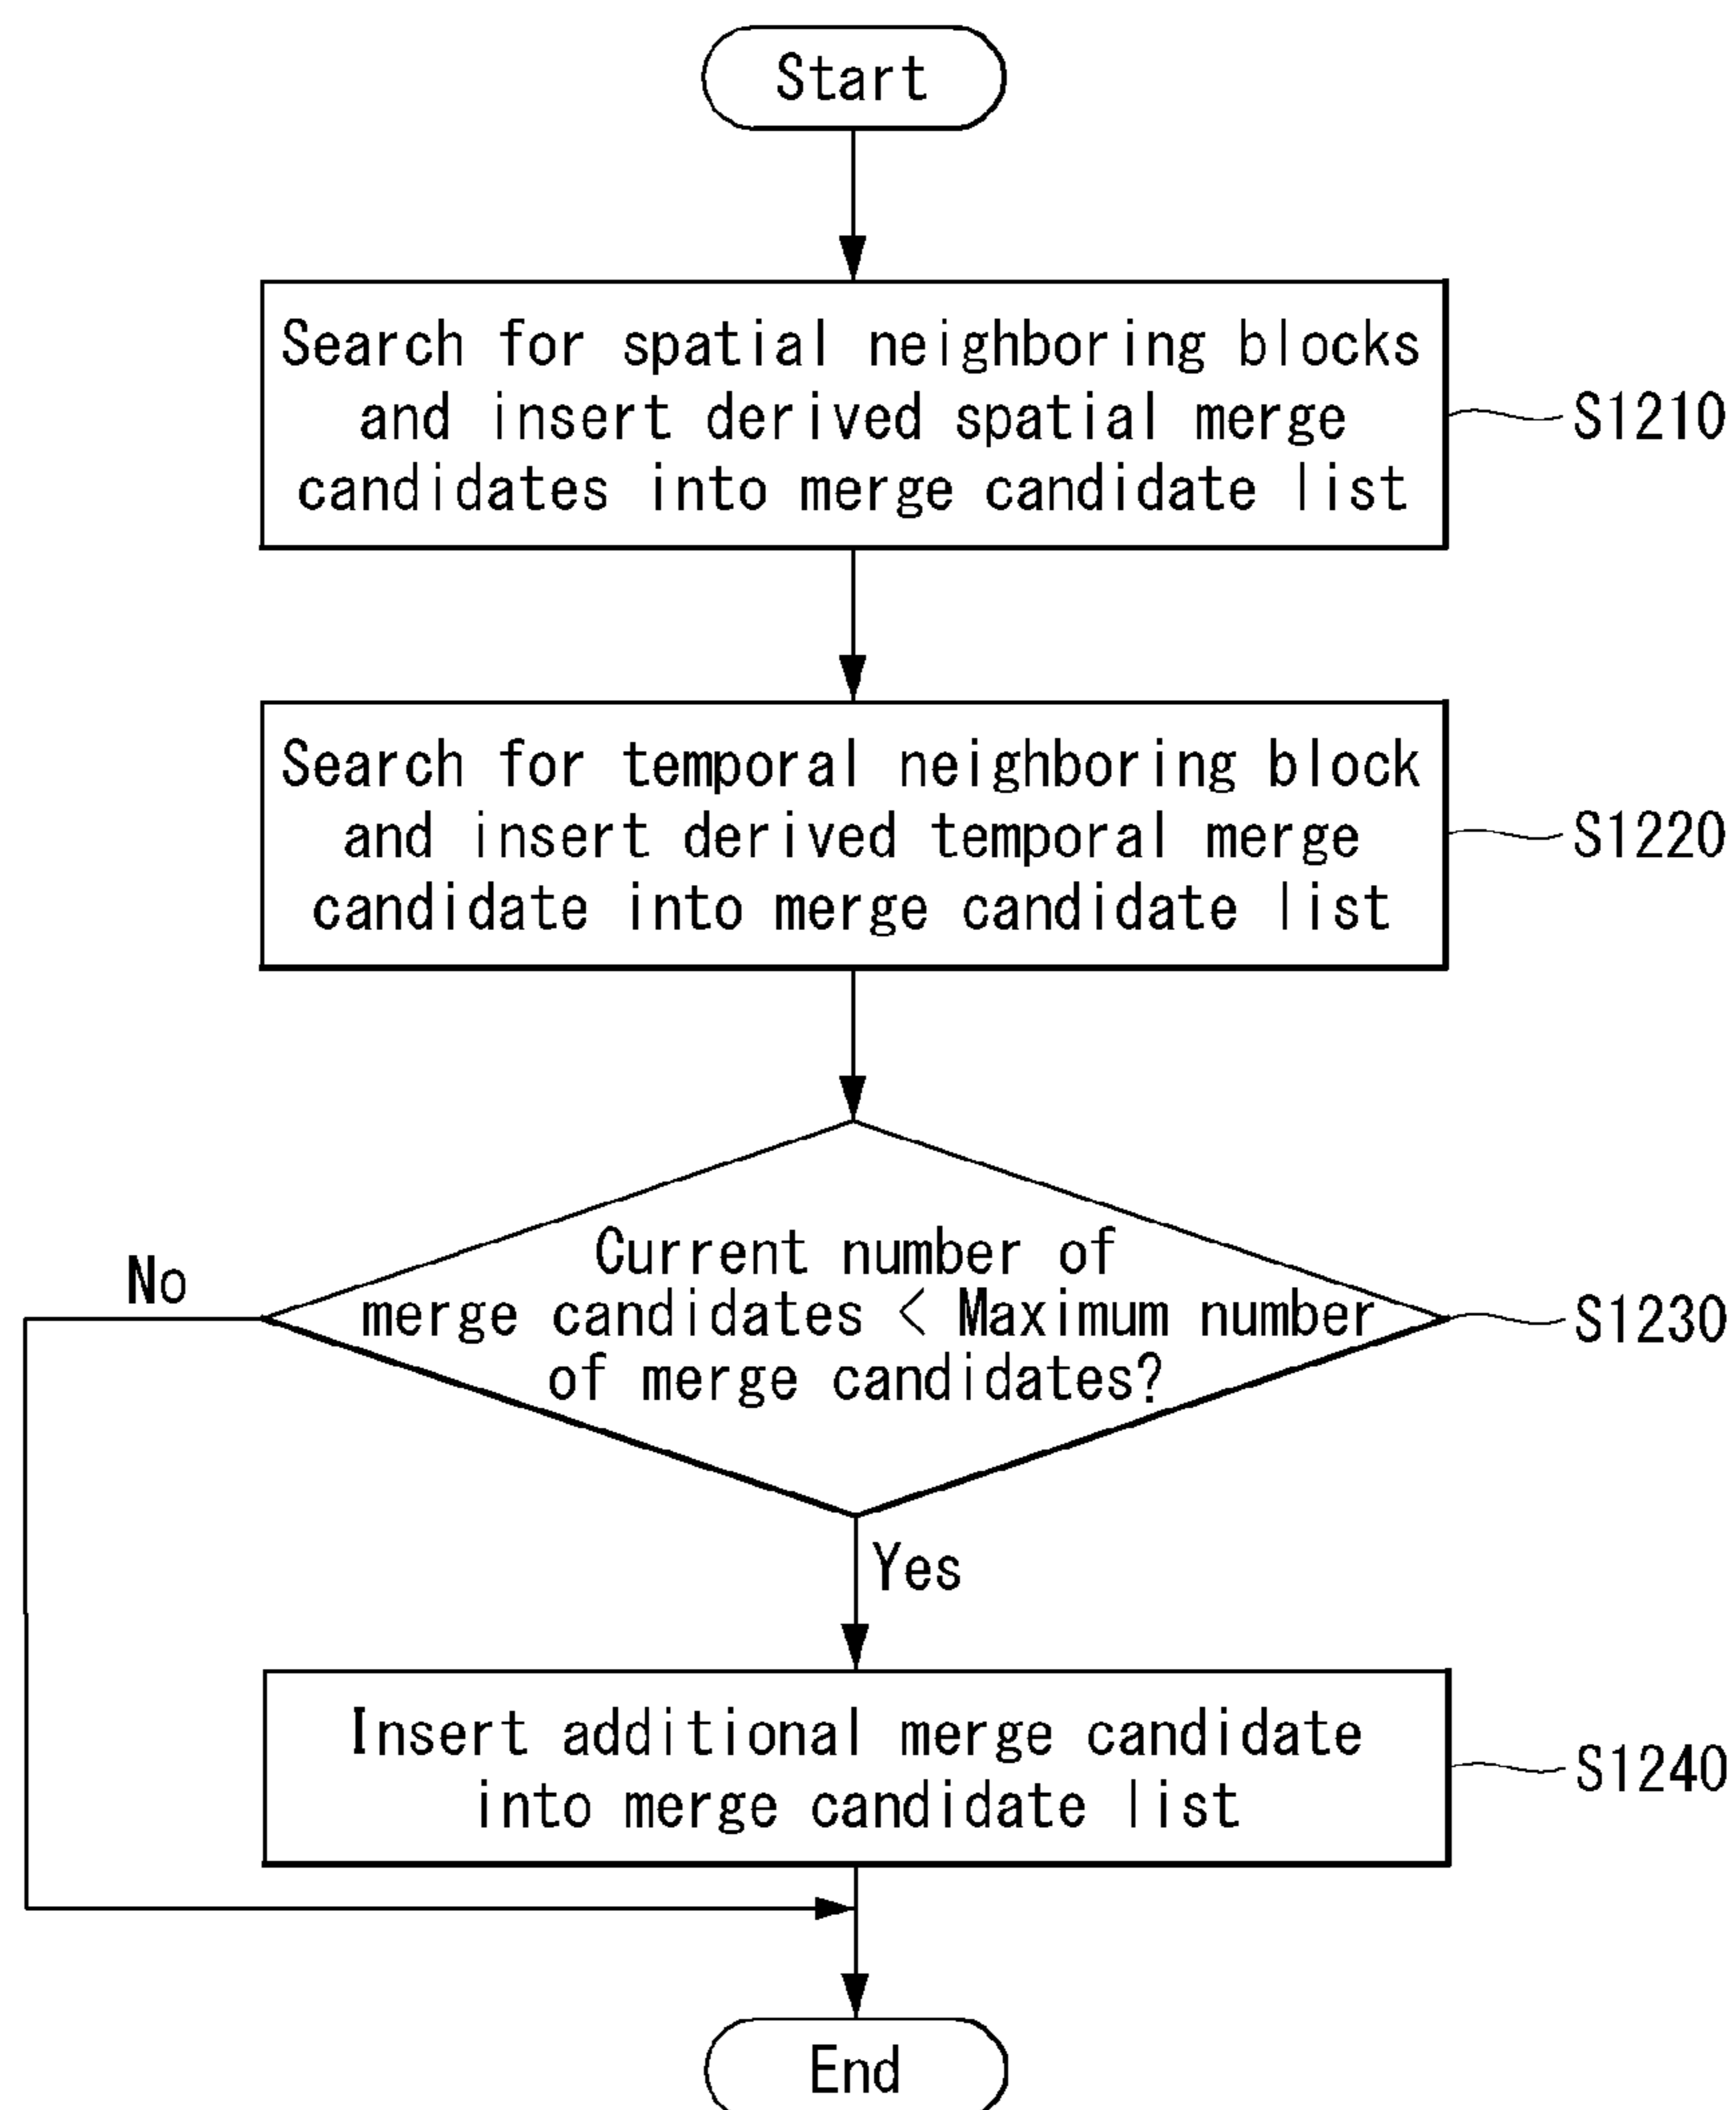 Start
Search for spatial neighboring blocks
and insert derived spatial merge
candidates into merge candidate list
S1210
Search for temporal neighboring block
and insert derived temporal merge
candidate into merge candidate list
S1220
Current number of
merge candidates < Maximum number
of merge candidates?
S1230
No
Yes
Insert additional merge candidate
into merge candidate list
S1240
End